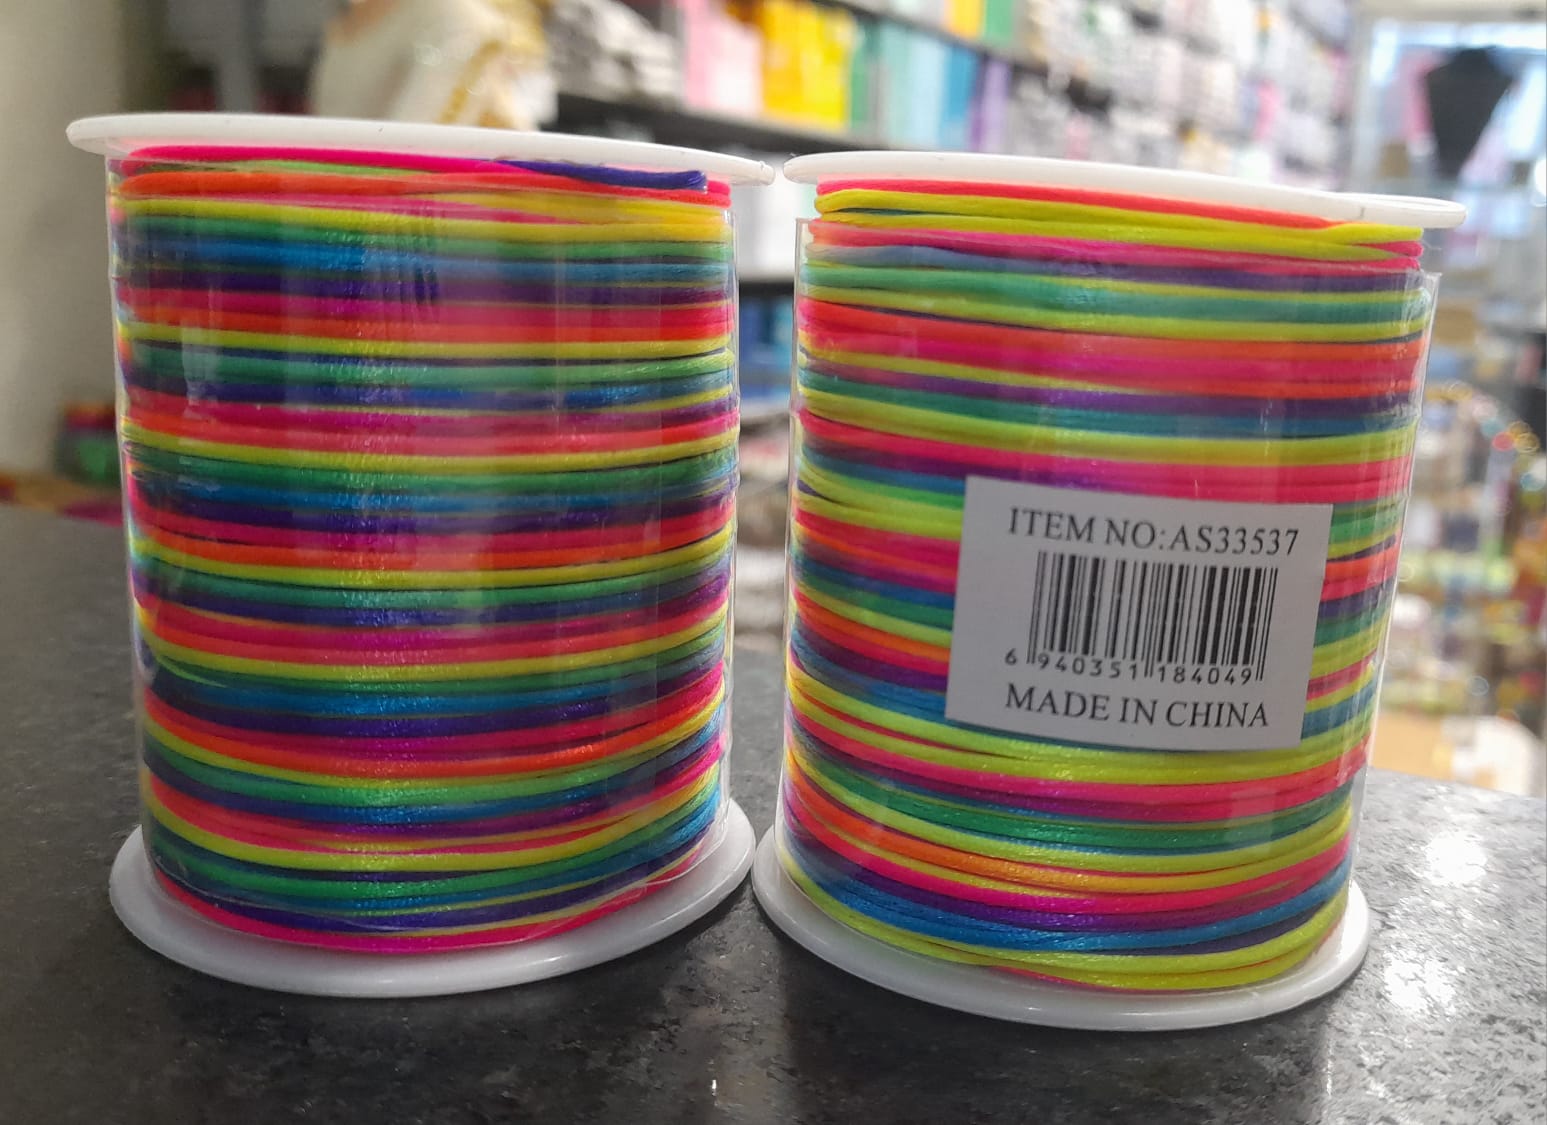 ITEM NO:AS33537
6 940351 184049
MADE IN CHINA